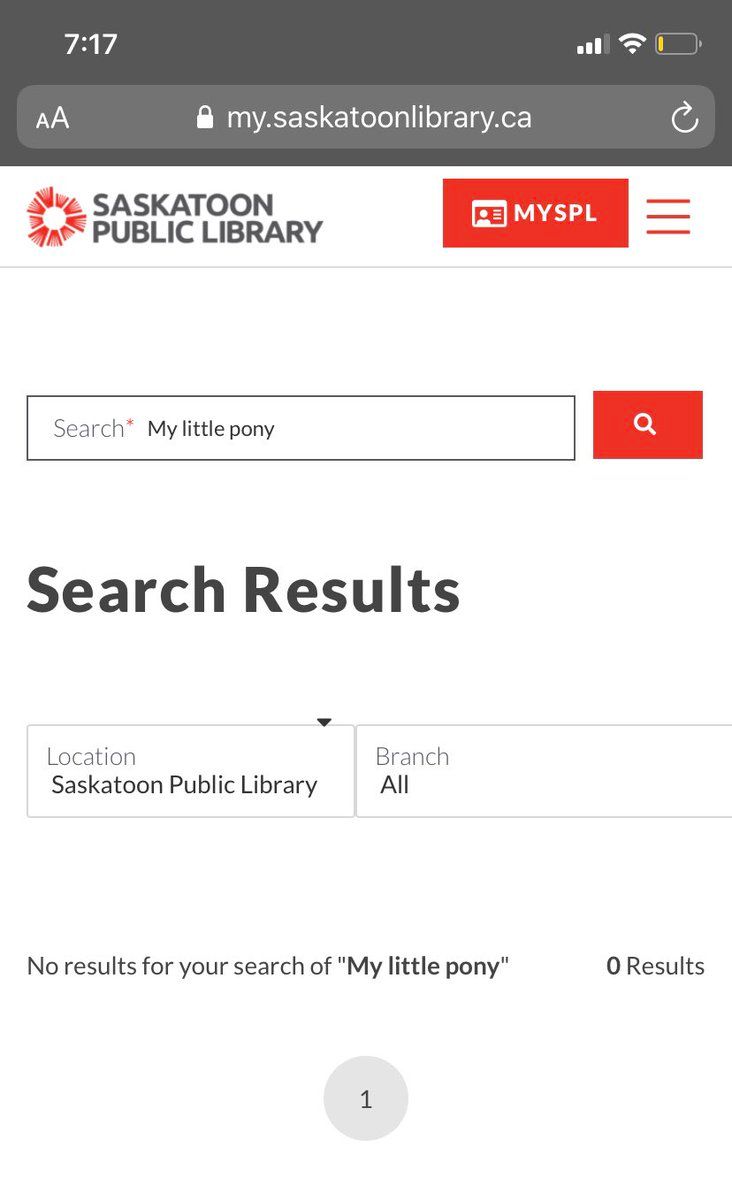 7:17
AA my.saskatoonlibrary.ca
SASKATOON
PUBLIC LIBRARY
MYSPL
Search* My little pony
Search Results
Location
Saskatoon Public Library
Branch
All
No results for your search of "My little pony" 0 Results
1